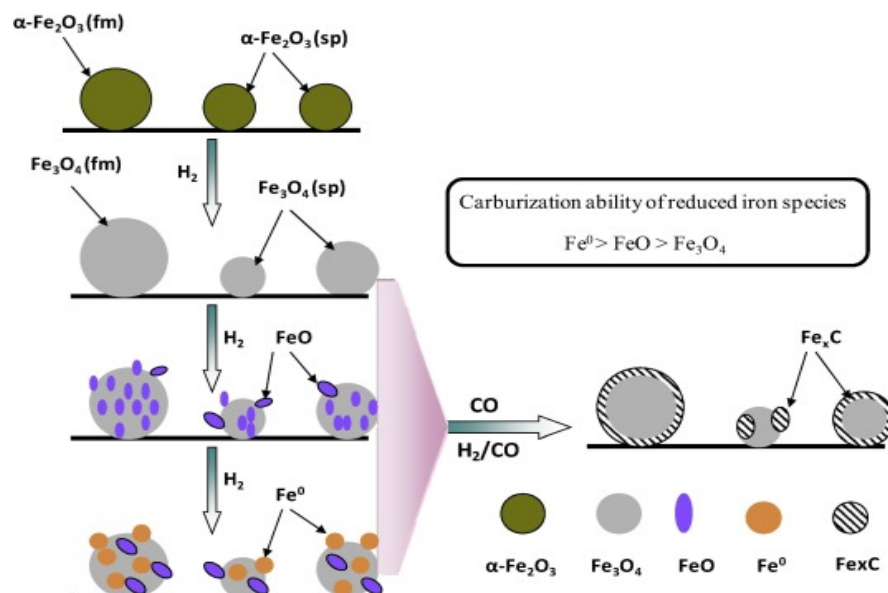 α-Fe₂O₃(fm)
α-Fe₂O₃(sp)
H₂
Fe₃O₄(fm)
Fe₃O₄(sp)
Carburization ability of reduced iron species
Fe⁰ > FeO > Fe₃O₄
H₂
FeO
FeₓC
CO
H₂/CO
H₂
Fe⁰
α-Fe₂O₃
Fe₃O₄
FeO
Fe⁰
FexC